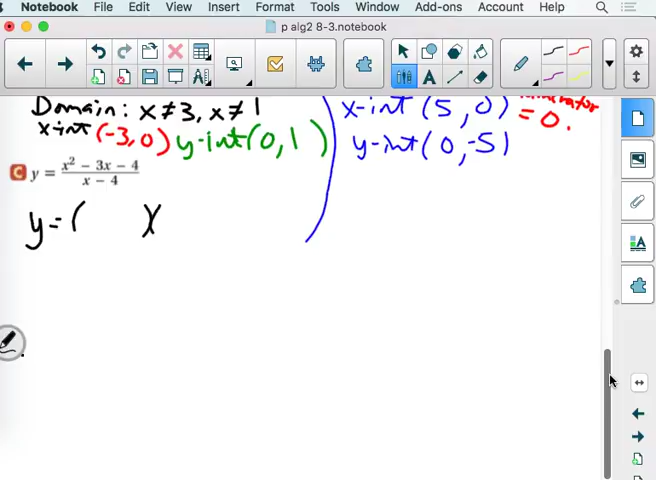 Notebook File Edit View Insert Format Tools Window Add-ons Account Help
p alg2 8-3.notebook
Domain: x≠3, x≠1
x-int (-3,0) y-int (0,1)
x-int (5,0)
= 0.
y-int (0,-5)
C y = (x² − 3x − 4)/(x − 4)
y=( )(